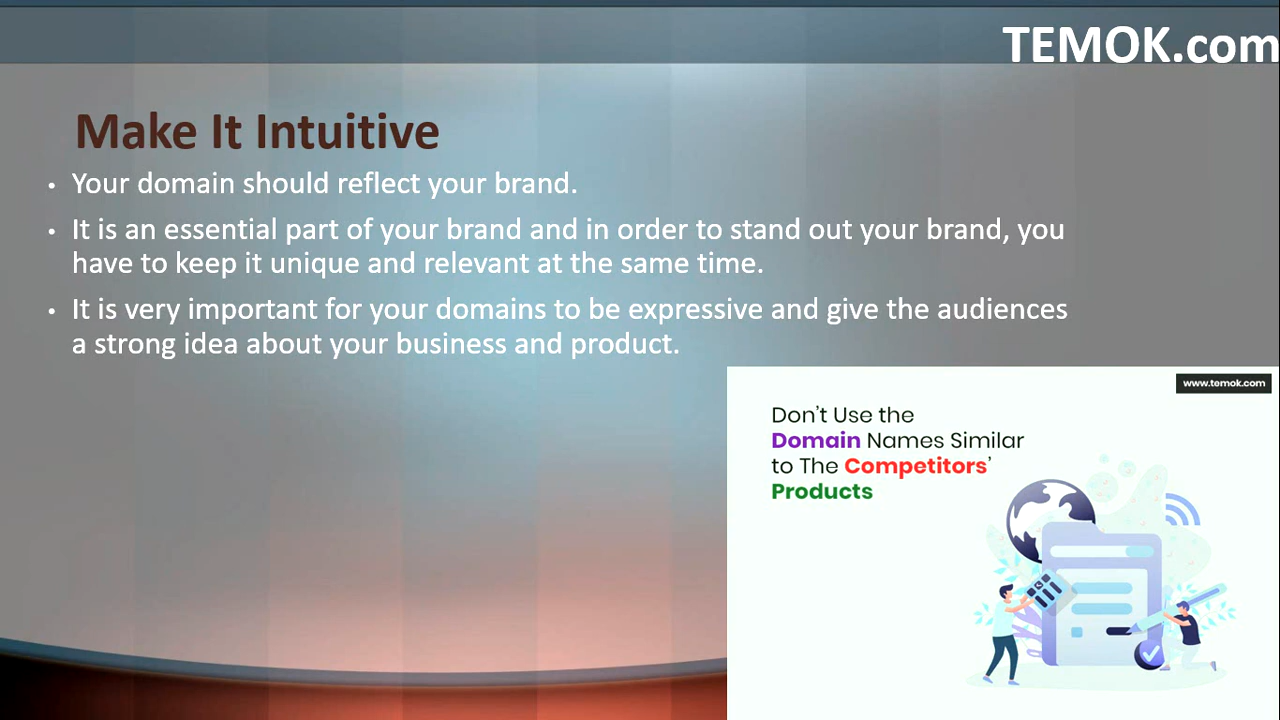 TEMOK.com
Make It Intuitive
• Your domain should reflect your brand.
• It is an essential part of your brand and in order to stand out your brand, you
have to keep it unique and relevant at the same time.
• It is very important for your domains to be expressive and give the audiences
a strong idea about your business and product.
www.temok.com
Don’t Use the
Domain Names Similar
to The Competitors’
Products